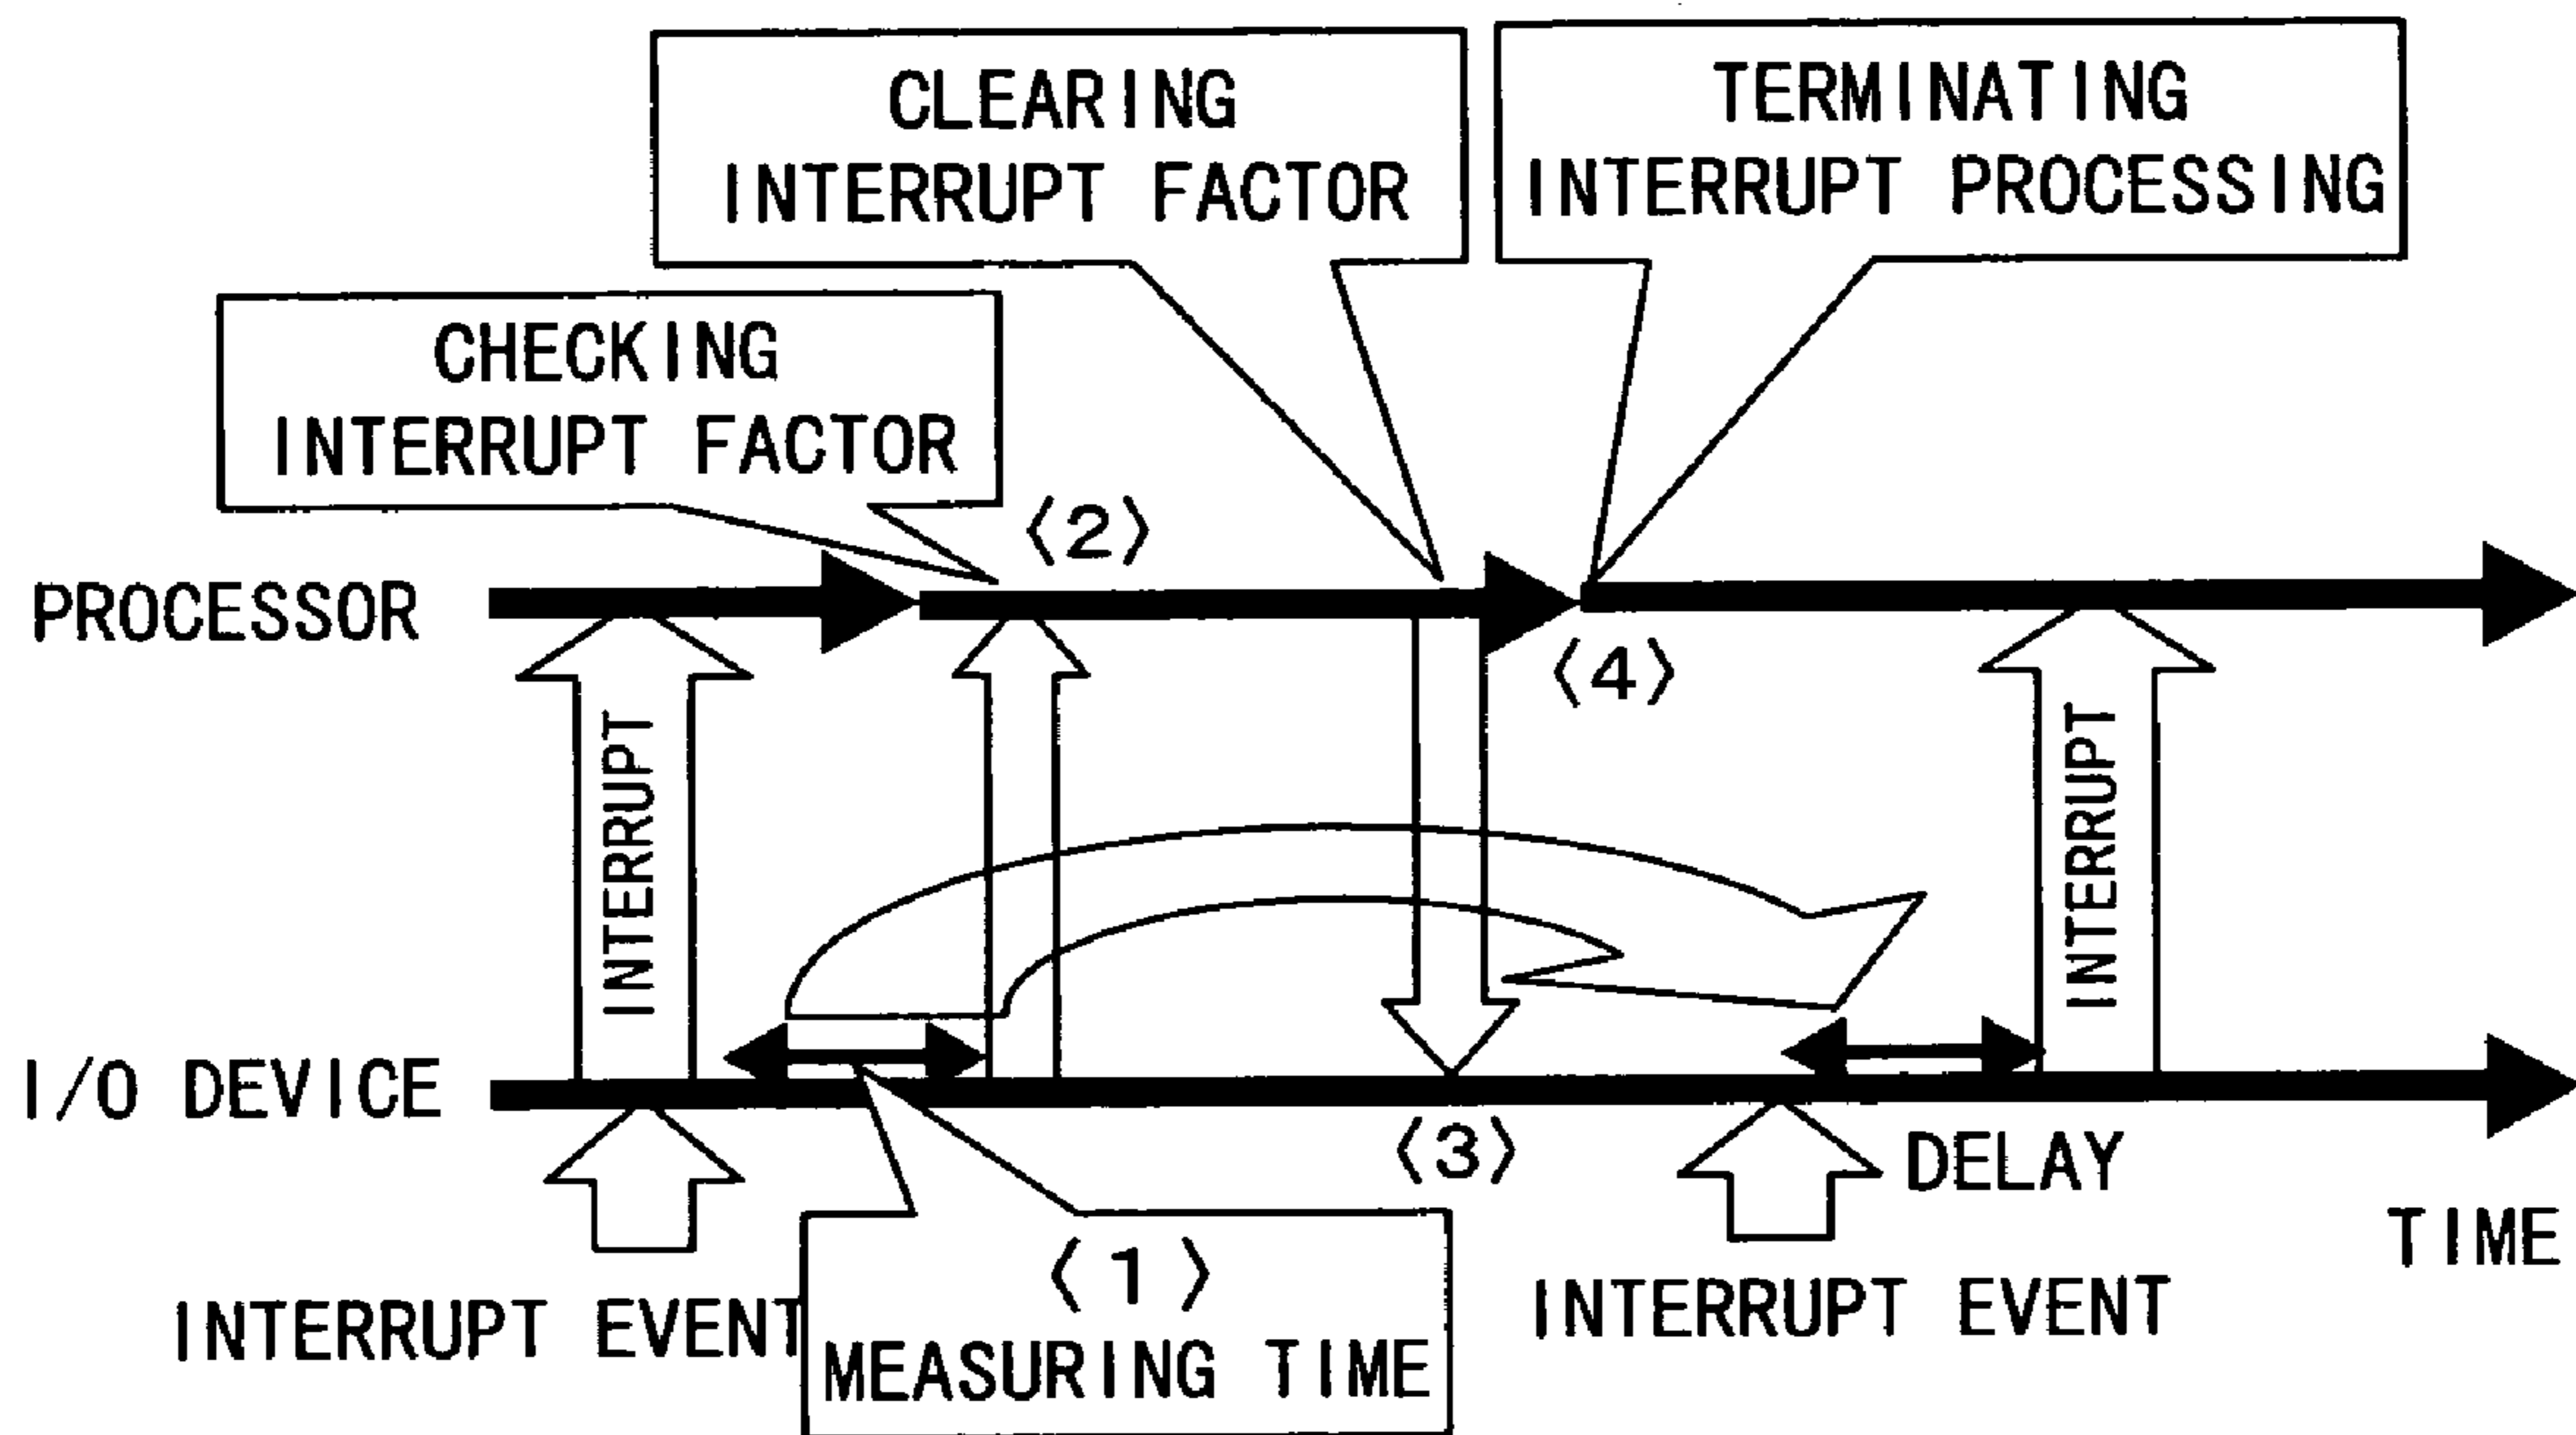 CLEARING
INTERRUPT FACTOR
TERMINATING
INTERRUPT PROCESSING
CHECKING
INTERRUPT FACTOR
〈2〉
PROCESSOR
〈4〉
INTERRUPT
INTERRUPT
I/O DEVICE
〈3〉
DELAY
TIME
INTERRUPT EVENT
〈1〉
MEASURING TIME
INTERRUPT EVENT